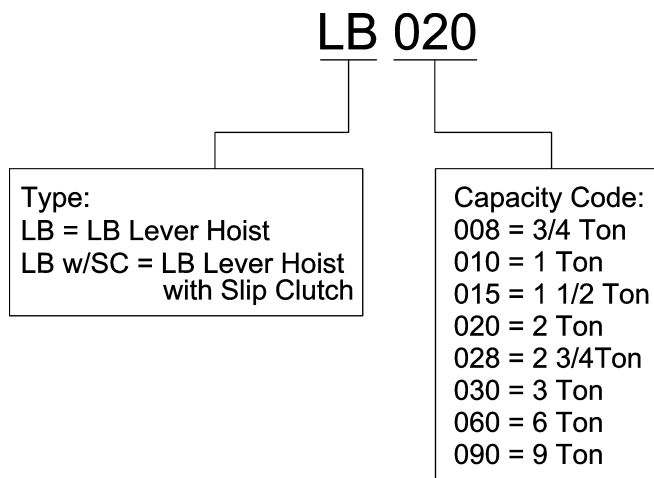 LB 020
Type:
LB = LB Lever Hoist
LB w/SC = LB Lever Hoist
with Slip Clutch
Capacity Code:
008 = 3/4 Ton
010 = 1 Ton
015 = 1 1/2 Ton
020 = 2 Ton
028 = 2 3/4Ton
030 = 3 Ton
060 = 6 Ton
090 = 9 Ton